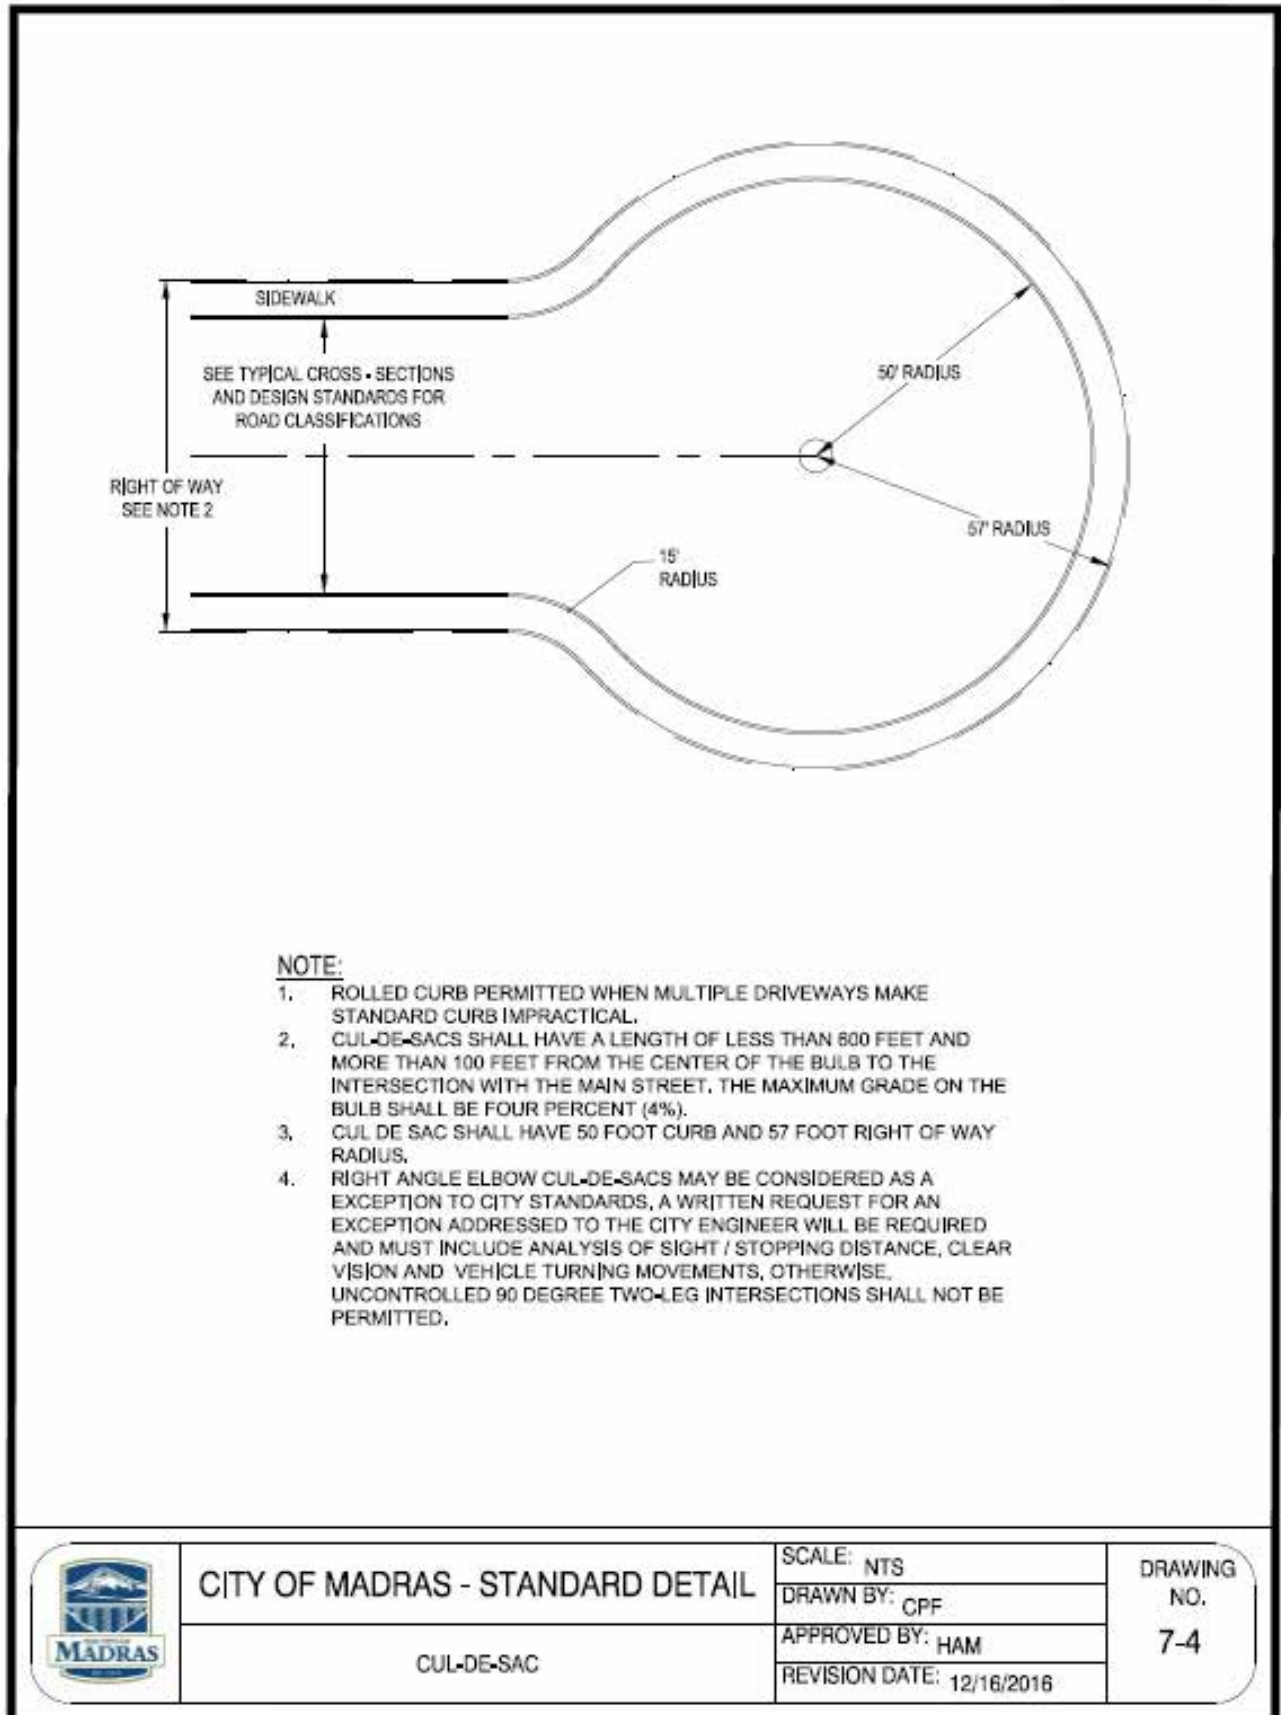 SIDEWALK
SEE TYPICAL CROSS - SECTIONS
AND DESIGN STANDARDS FOR
ROAD CLASSIFICATIONS
50' RADIUS
RIGHT OF WAY
SEE NOTE 2
57' RADIUS
15'
RADIUS
NOTE:
1. ROLLED CURB PERMITTED WHEN MULTIPLE DRIVEWAYS MAKE
STANDARD CURB IMPRACTICAL.
2. CUL-DE-SACS SHALL HAVE A LENGTH OF LESS THAN 600 FEET AND
MORE THAN 100 FEET FROM THE CENTER OF THE BULB TO THE
INTERSECTION WITH THE MAIN STREET. THE MAXIMUM GRADE ON THE
BULB SHALL BE FOUR PERCENT (4%).
3. CUL DE SAC SHALL HAVE 50 FOOT CURB AND 57 FOOT RIGHT OF WAY
RADIUS.
4. RIGHT ANGLE ELBOW CUL-DE-SACS MAY BE CONSIDERED AS A
EXCEPTION TO CITY STANDARDS, A WRITTEN REQUEST FOR AN
EXCEPTION ADDRESSED TO THE CITY ENGINEER WILL BE REQUIRED
AND MUST INCLUDE ANALYSIS OF SIGHT / STOPPING DISTANCE, CLEAR
VISION AND VEHICLE TURNING MOVEMENTS, OTHERWISE,
UNCONTROLLED 90 DEGREE TWO-LEG INTERSECTIONS SHALL NOT BE
PERMITTED.
MADRAS
CITY OF MADRAS - STANDARD DETAIL
CUL-DE-SAC
SCALE: NTS
DRAWN BY: CPF
APPROVED BY: HAM
REVISION DATE: 12/16/2016
DRAWING
NO.
7-4